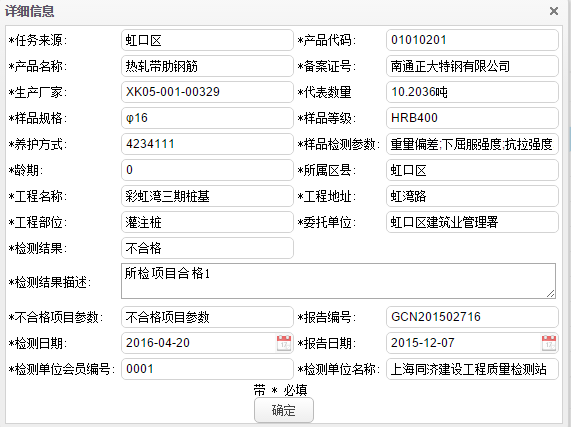 详细信息
*任务来源: 虹口区 *产品代码: 01010201
*产品名称: 热轧带肋钢筋 *备案证号: 南通正大特钢有限公司
*生产厂家: XK05-001-00329 *代表数量 10.2036吨
*样品规格: φ16 *样品等级: HRB400
*养护方式: 4234111 *样品检测参数: 重量偏差;下屈服强度;抗拉强度
*龄期: 0 *所属区县: 虹口区
*工程名称: 彩虹湾三期桩基 *工程地址: 虹湾路
*工程部位: 灌注桩 *委托单位: 虹口区建筑业管理署
*检测结果: 不合格
*检测结果描述: 所检项目合格1
*不合格项目参数: 不合格项目参数 *报告编号: GCN201502716
*检测日期: 2016-04-20 *报告日期: 2015-12-07
*检测单位会员编号: 0001 *检测单位名称: 上海同济建设工程质量检测站
带 * 必填
确定